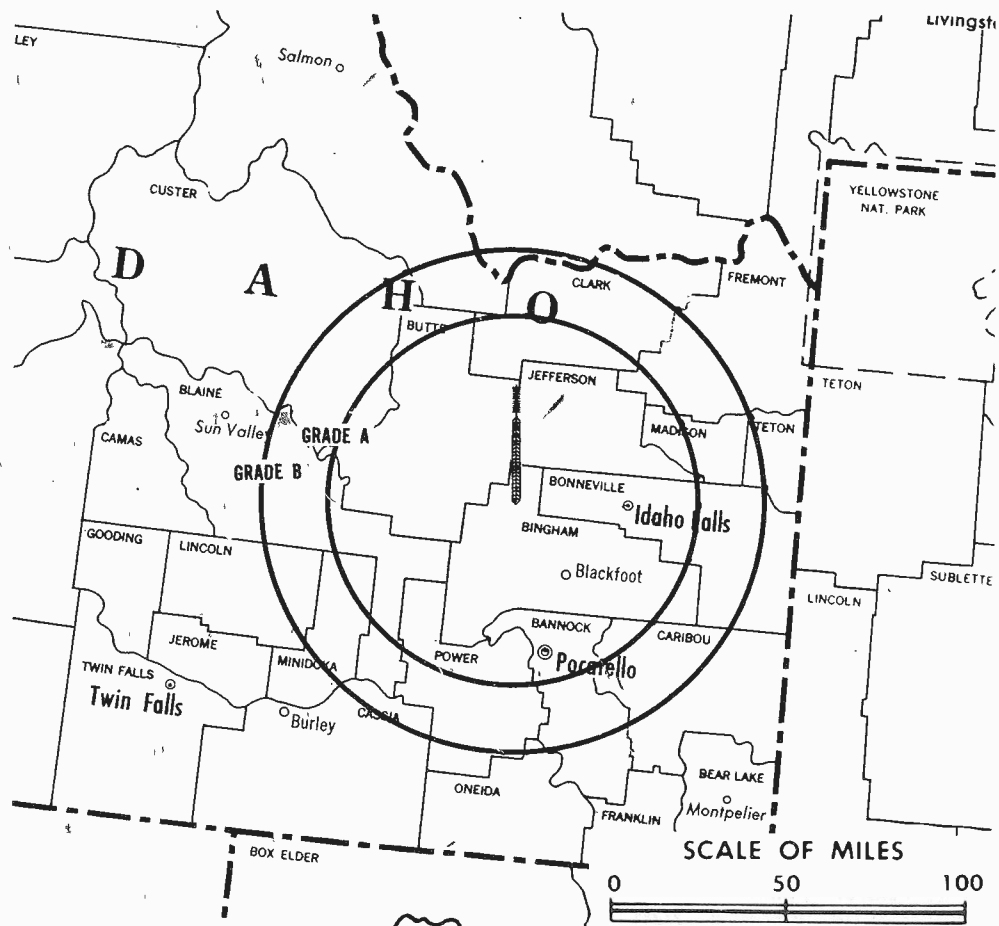 LEY
Salmon
Livingst
CUSTER
YELLOWSTONE
NAT. PARK
D A H O
CLARK
FREMONT
BUTTE
JEFFERSON
TETON
BLAINE
Sun Valley
GRADE A
MADISON
TETON
CAMAS
GRADE B
BONNEVILLE
Idaho Falls
GOODING
LINCOLN
BINGHAM
Blackfoot
SUBLETTE
LINCOLN
JEROME
BANNOCK
CARIBOU
MINIDOKA
POWER
Pocatello
TWIN FALLS
Twin Falls
Burley
CASSIA
ONEIDA
BEAR LAKE
Montpelier
FRANKLIN
BOX ELDER
SCALE OF MILES
0 50 100